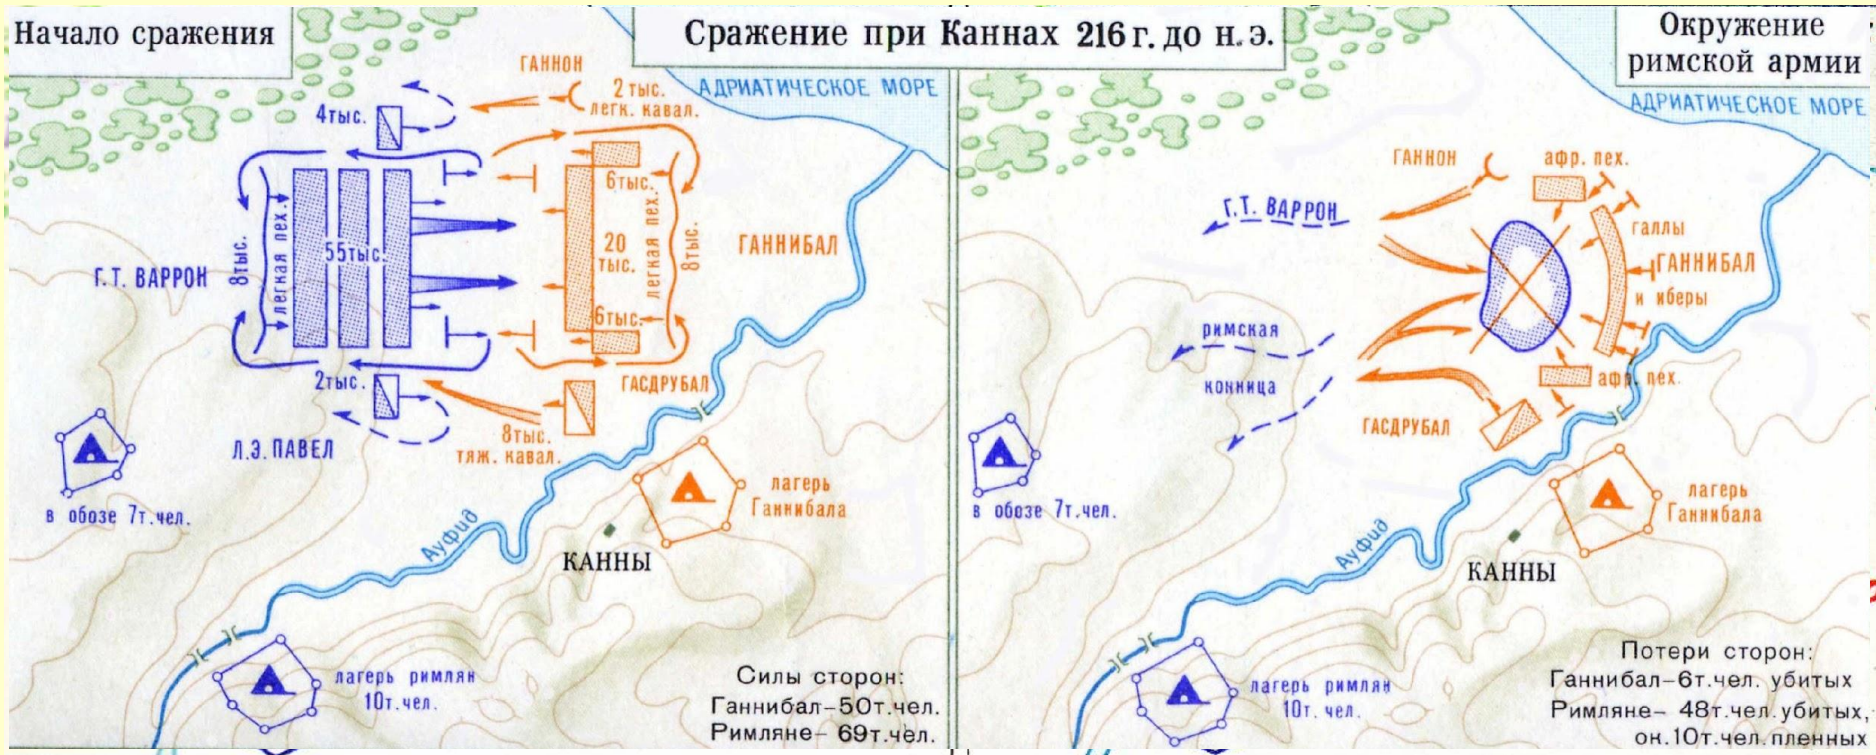 Начало сражения
Сражение при Каннах 216 г. до н. э.
Окружение
римской армии
ГАННОН
2 тыс.
легк. кавал.
АДРИАТИЧЕСКОЕ МОРЕ
4тыс.
6тыс.
легкая пех.
8тыс.
55тыс.
20
тыс.
легкая пех.
8тыс.
ГАННИБАЛ
Г.Т. ВАРРОН
6тыс.
2тыс.
ГАСДРУБАЛ
8тыс.
тяж. кавал.
Л.Э. ПАВЕЛ
в обозе 7т.чел.
лагерь
Ганнибала
Ауфид
КАННЫ
лагерь римлян
10т.чел.
Силы сторон:
Ганнибал–50т.чел.
Римляне– 69т.чел.
АДРИАТИЧЕСКОЕ МОРЕ
ГАННОН
афр. пех.
Г.Т. ВАРРОН
галлы
ГАННИБАЛ
и иберы
римская
конница
афр. пех.
ГАСДРУБАЛ
в обозе 7т.чел.
лагерь
Ганнибала
Ауфид
КАННЫ
лагерь римлян
10т. чел.
Потери сторон:
Ганнибал–6т.чел. убитых
Римляне– 48т.чел.убитых,
ок.10т.чел.пленных